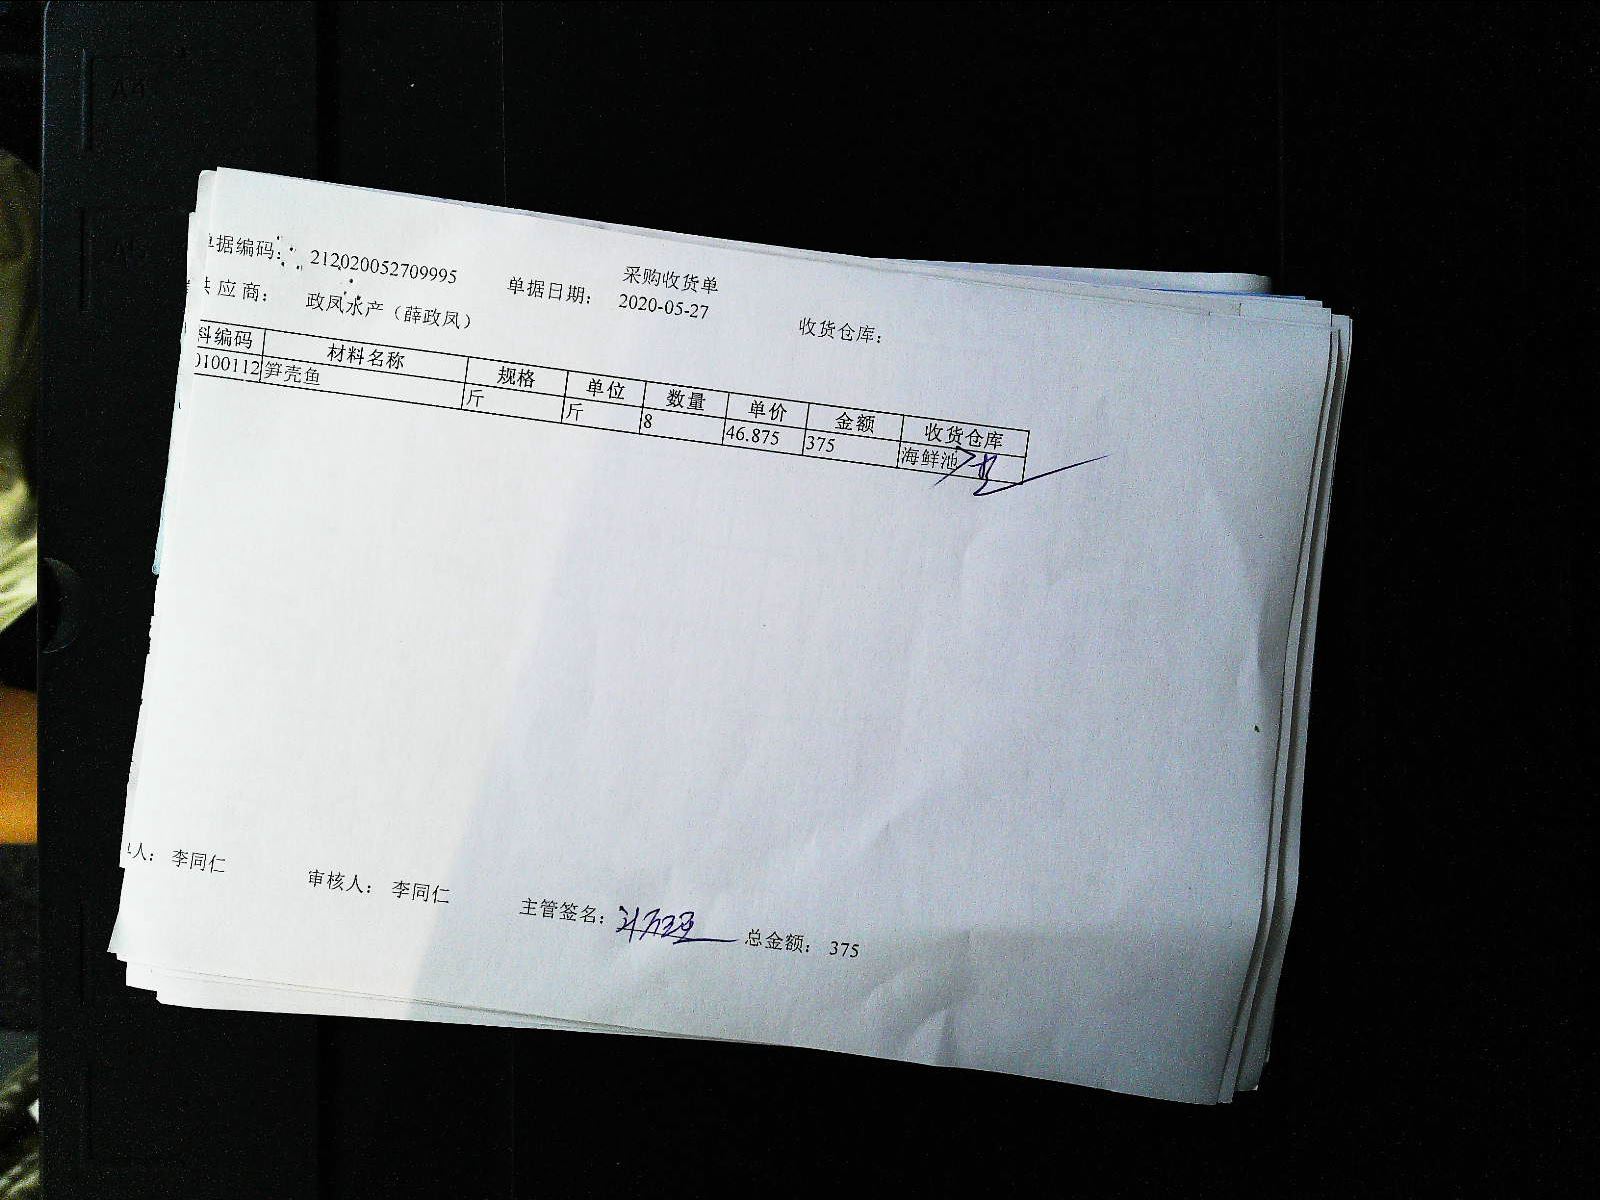 采购收货单
单据编码: 212020052709995 单据日期: 2020-05-27 收货仓库:
供应商: 政凤水产（薛政凤）
料编码 材料名称 规格 单位 数量 单价 金额 收货仓库
0100112 笋壳鱼 斤 斤 8 46.875 375 海鲜池
人: 李同仁 审核人: 李同仁 主管签名: 总金额: 375